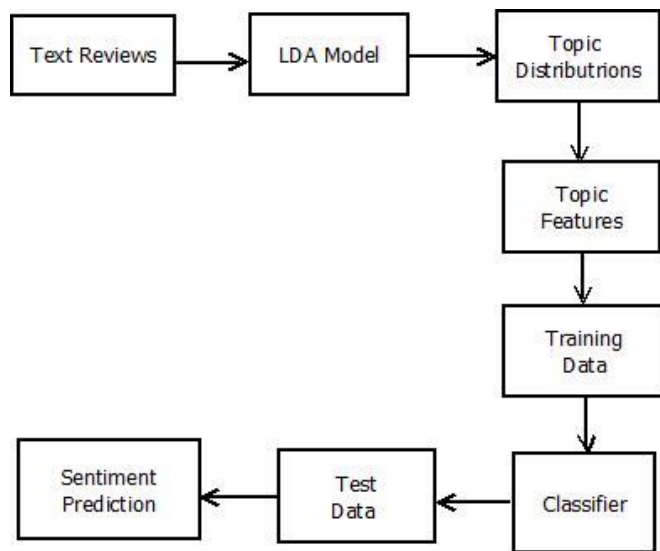 Text Reviews
LDA Model
Topic
Distributrions
Topic
Features
Training
Data
Classifier
Test
Data
Sentiment
Prediction